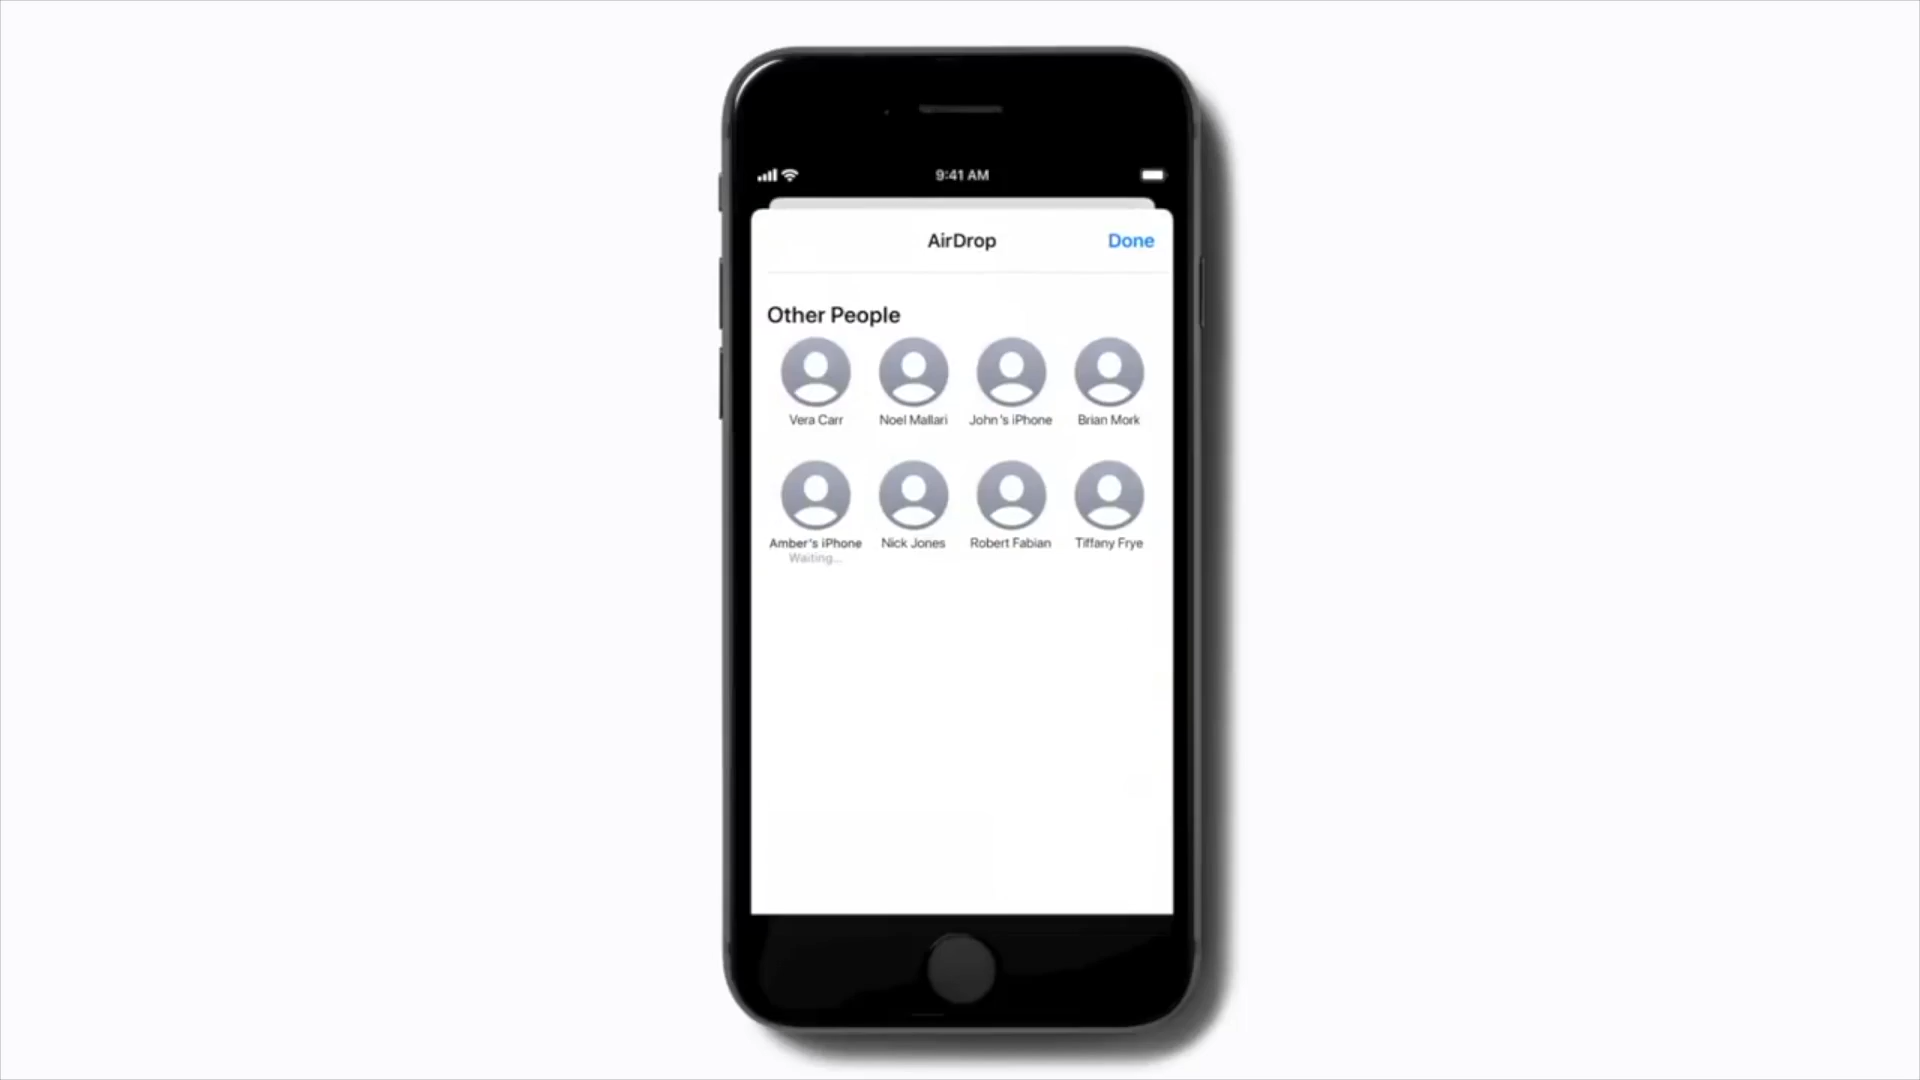 9:41 AM
AirDrop Done
Other People
Vera Carr Noel Mallari John's iPhone Brian Mork
Amber's iPhone Nick Jones Robert Fabian Tiffany Frye
Waiting...